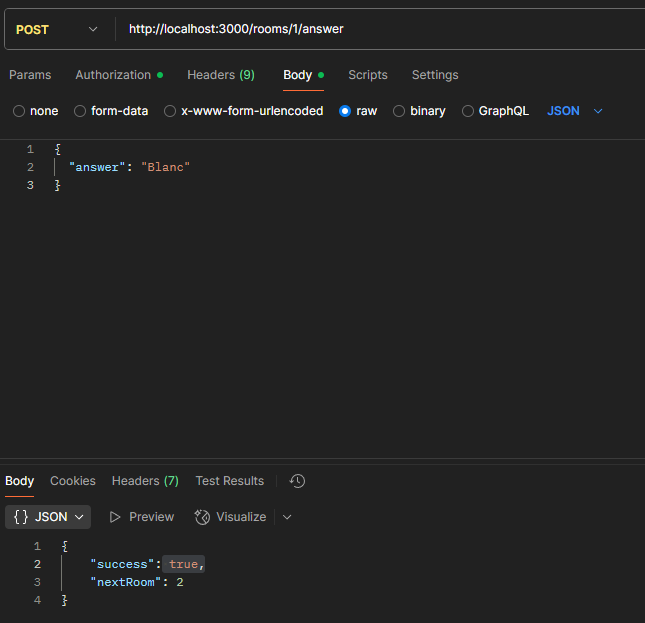 POST http://localhost:3000/rooms/1/answer
Params Authorization Headers (9) Body Scripts Settings
none form-data x-www-form-urlencoded raw binary GraphQL JSON
1 {
2 "answer": "Blanc"
3 }
Body Cookies Headers (7) Test Results
{} JSON Preview Visualize
1 {
2 "success": true,
3 "nextRoom": 2
4 }